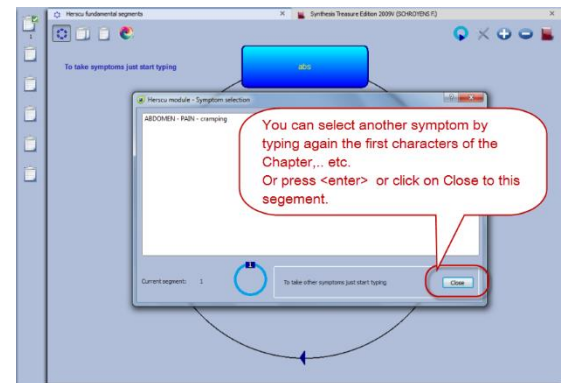 Herscu fundamental segments
Synthesis Treasure Edition 2009V [SCHROYENS F.]
1
To take symptoms just start typing
abs
Herscu module - Symptom selection
ABDOMEN - PAIN - cramping
You can select another symptom by
typing again the first characters of the
Chapter,.. etc.
Or press <enter> or click on Close to this
segement.
Current segment: 1
1
To take other symptoms just start typing
Close